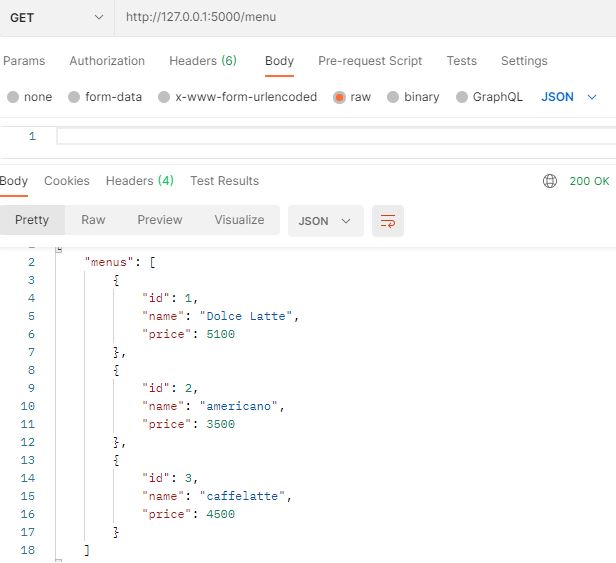 GET http://127.0.0.1:5000/menu
Params Authorization Headers (6) Body Pre-request Script Tests Settings
none form-data x-www-form-urlencoded raw binary GraphQL JSON
1
Body Cookies Headers (4) Test Results 200 OK
Pretty Raw Preview Visualize JSON
2 "menus": [
3 {
4 "id": 1,
5 "name": "Dolce Latte",
6 "price": 5100
7 },
8 {
9 "id": 2,
10 "name": "americano",
11 "price": 3500
12 },
13 {
14 "id": 3,
15 "name": "caffelatte",
16 "price": 4500
17 }
18 ]